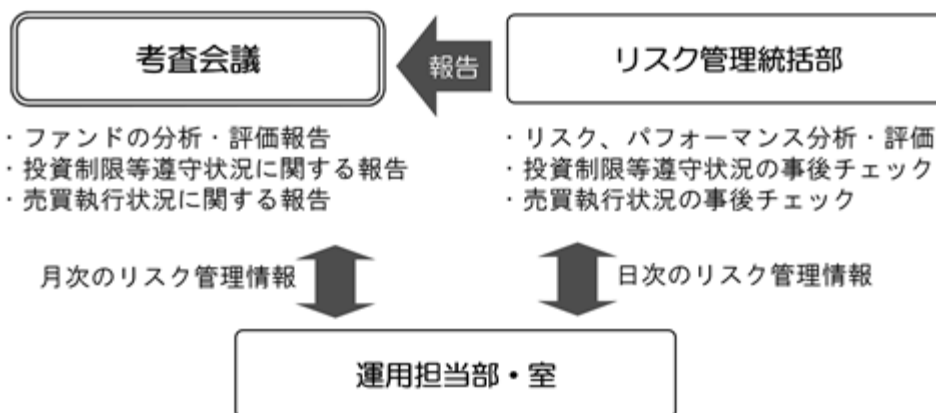 考査会議
報告
リスク管理統括部
・ファンドの分析・評価報告
・投資制限等遵守状況に関する報告
・売買執行状況に関する報告
・リスク、パフォーマンス分析・評価
・投資制限等遵守状況の事後チェック
・売買執行状況の事後チェック
月次のリスク管理情報
日次のリスク管理情報
運用担当部・室